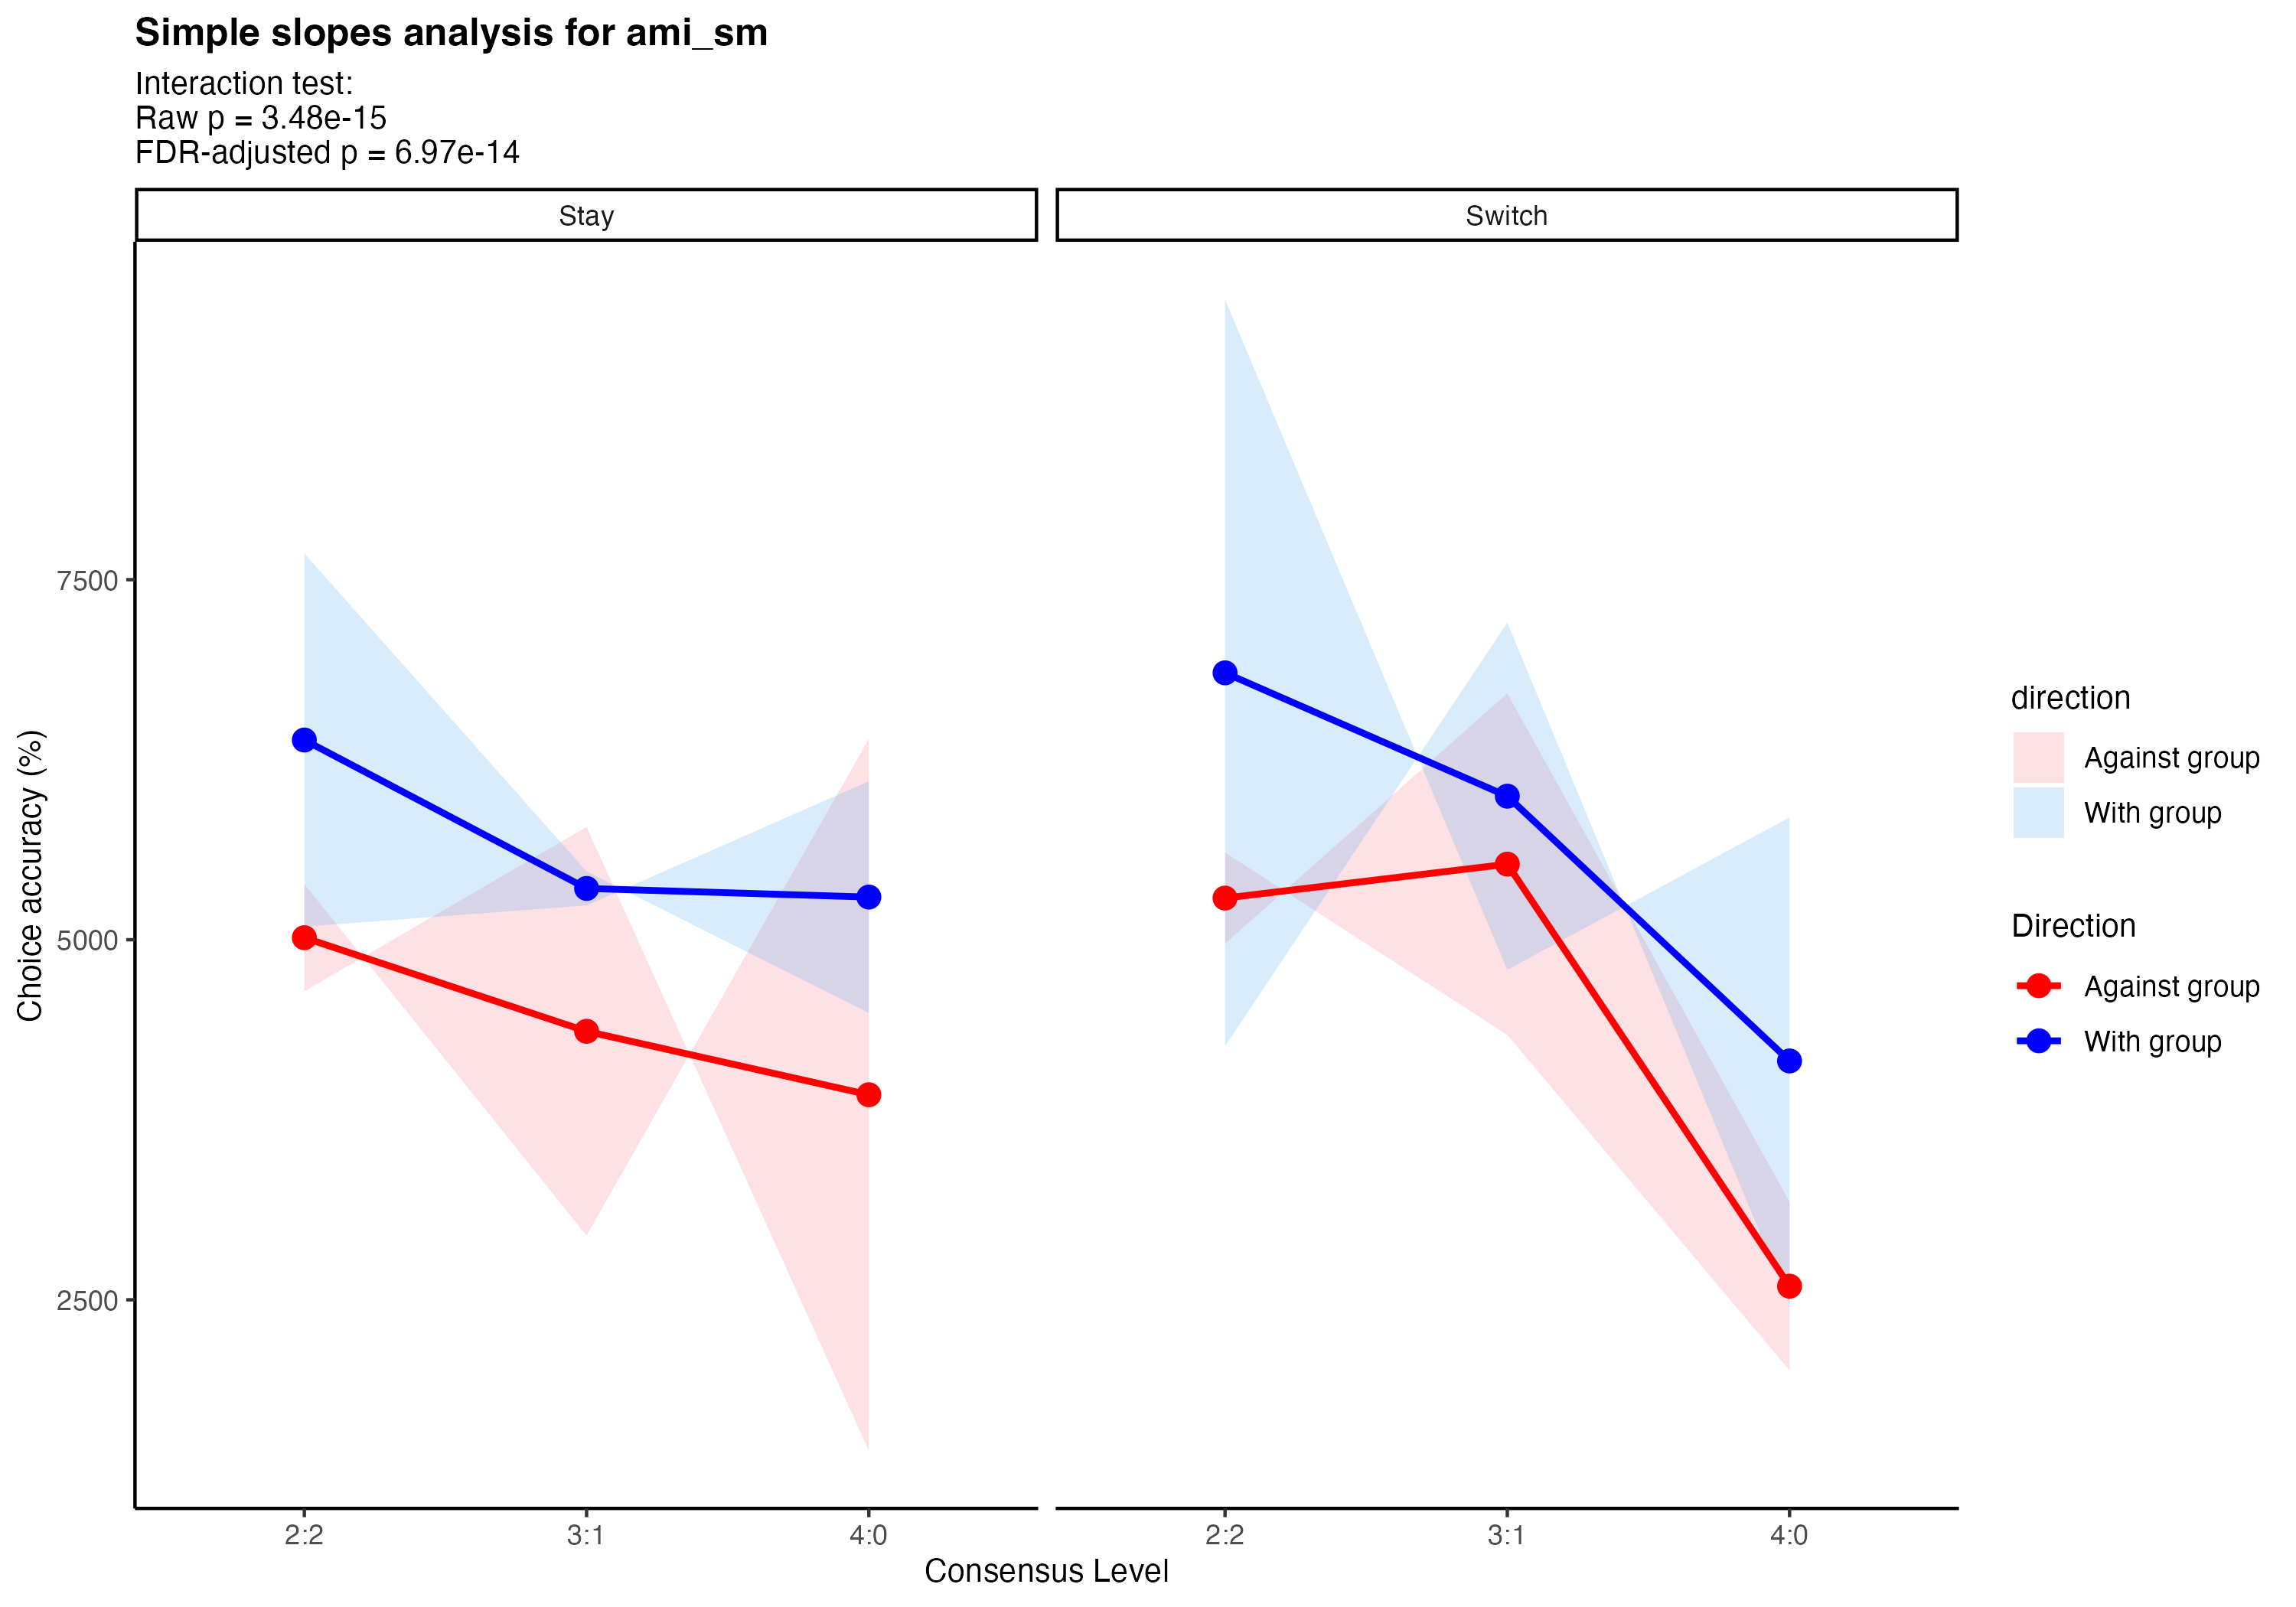 Simple slopes analysis for ami_sm
Interaction test:
Raw p = 3.48e-15
FDR-adjusted p = 6.97e-14
Stay
Switch
Choice accuracy (%)
7500
5000
2500
2:2
3:1
4:0
2:2
3:1
4:0
Consensus Level
direction
Against group
With group
Direction
Against group
With group